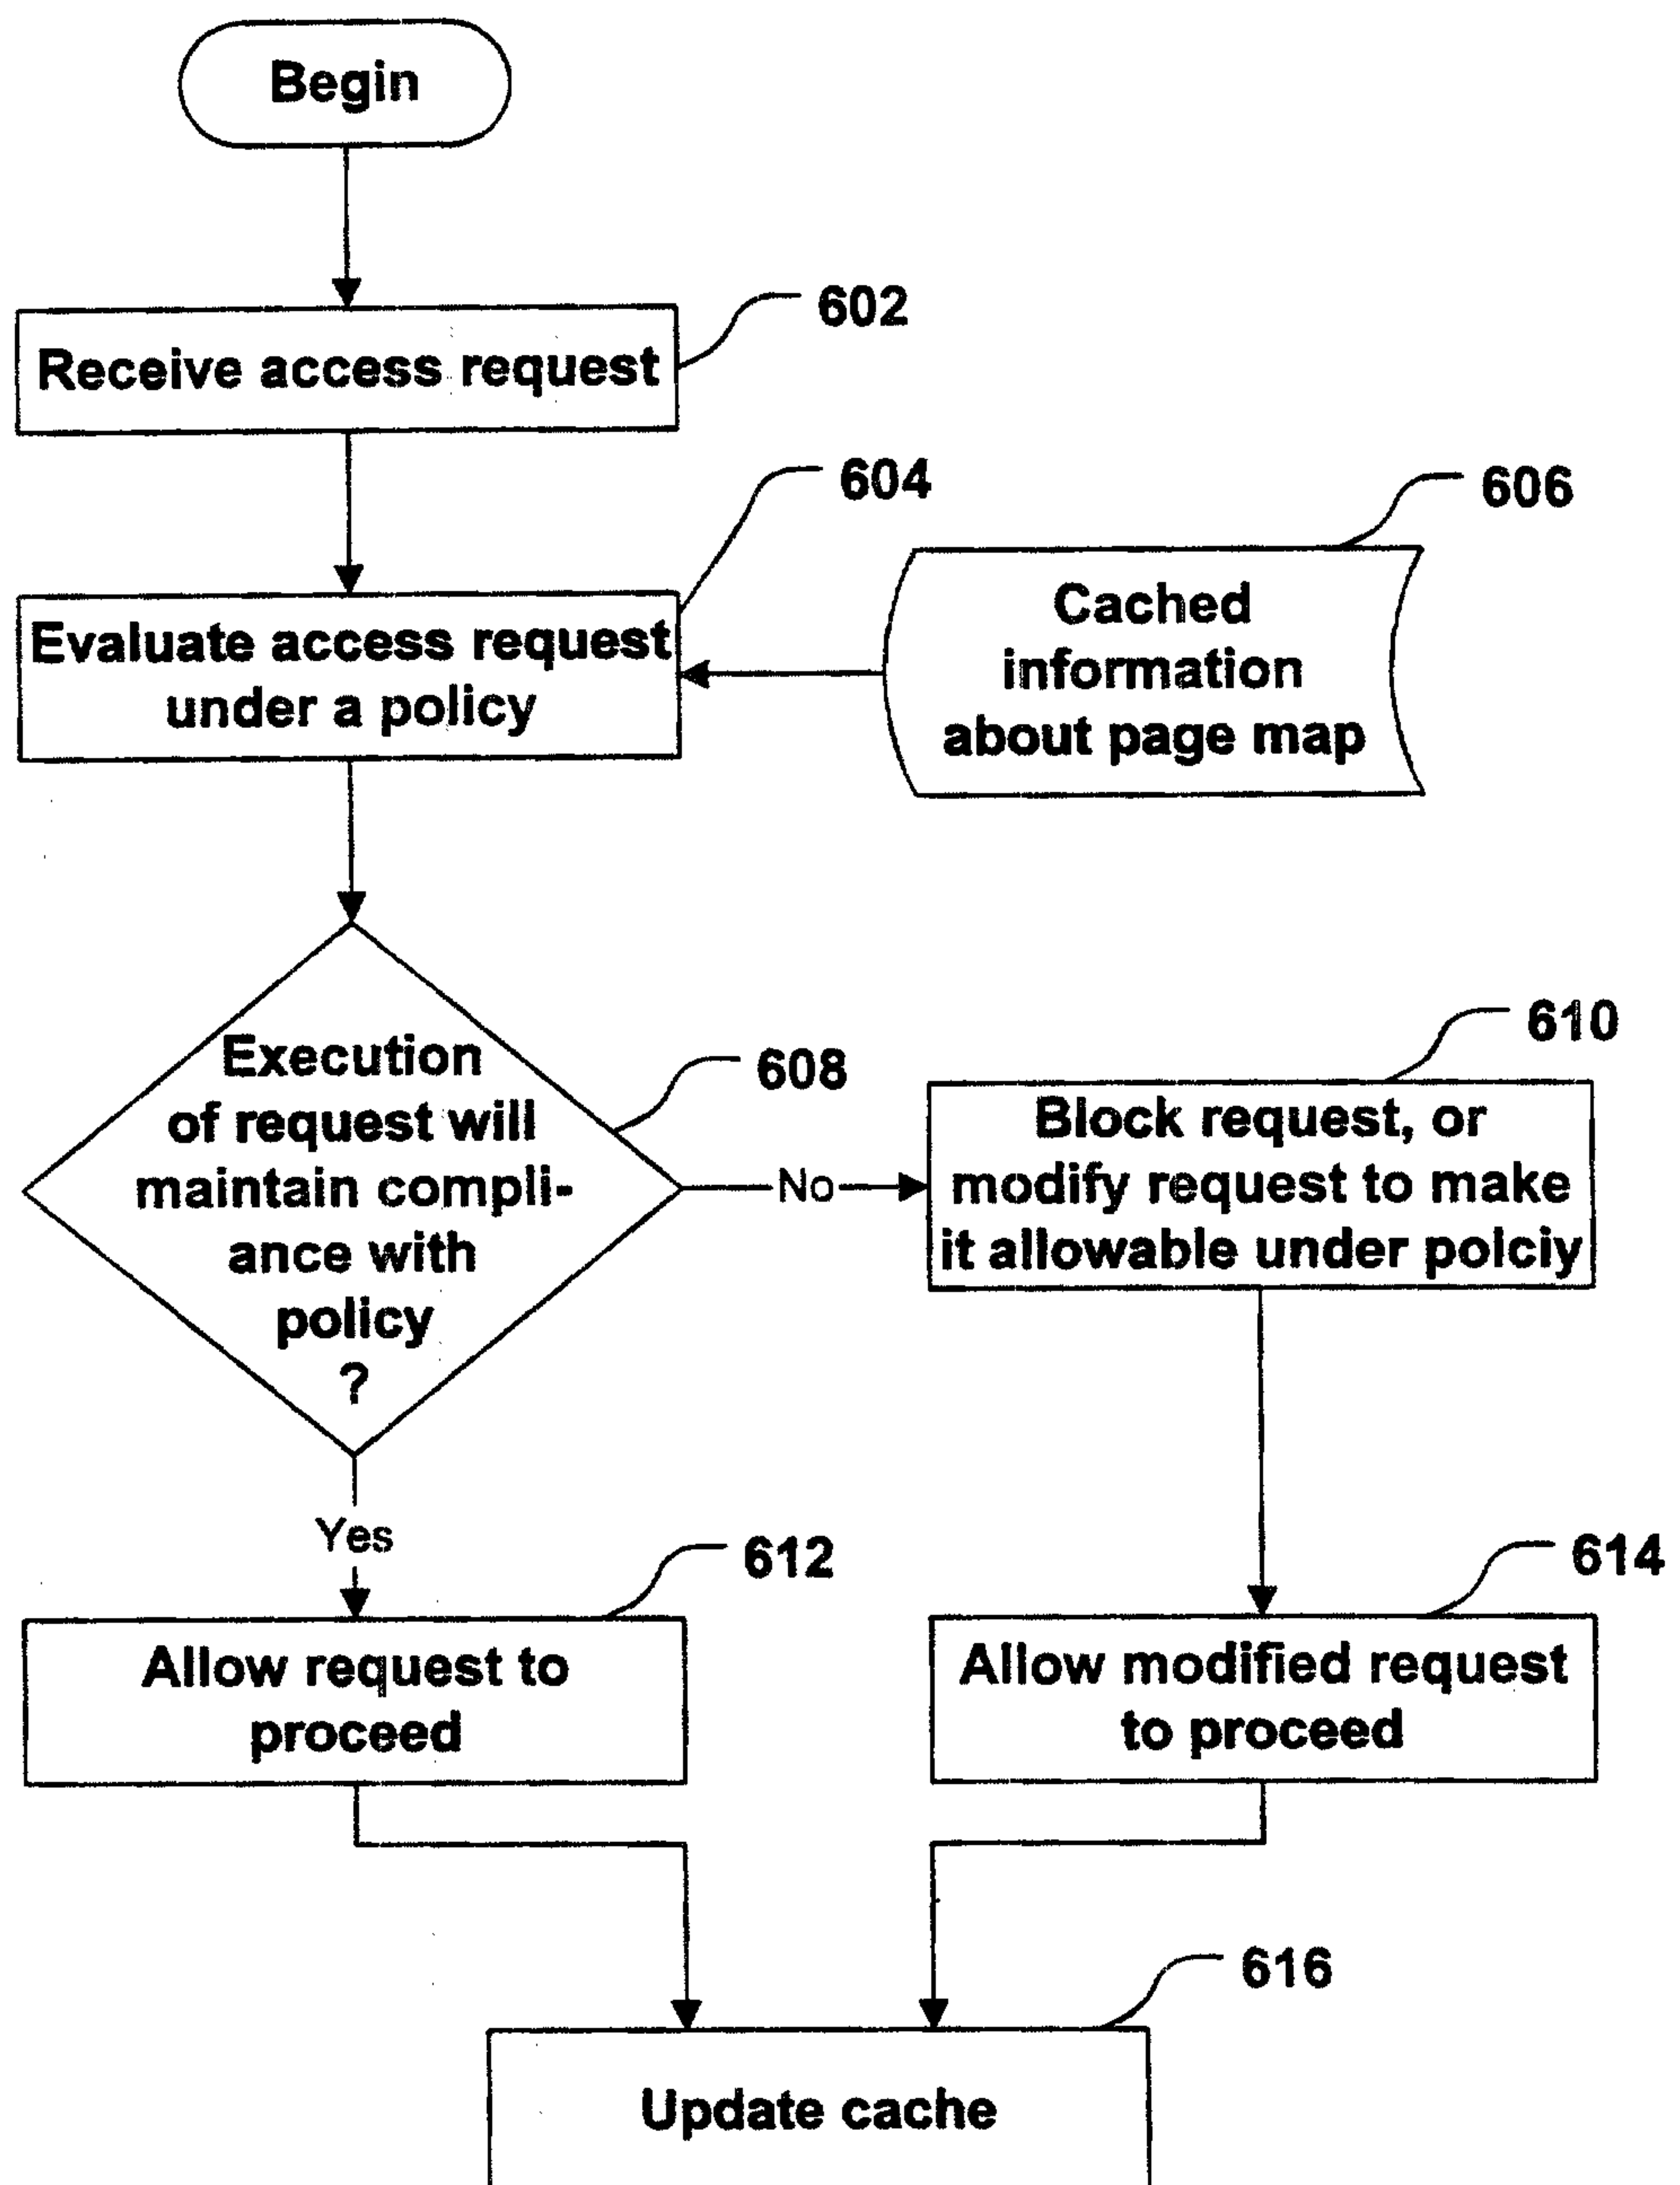 Begin
602
Receive access request
604
606
Evaluate access request
under a policy
Cached
information
about page map
Execution
of request will
maintain compli-
ance with
policy
?
608
No
610
Block request, or
modify request to make
it allowable under polciy
Yes
612
614
Allow request to
proceed
Allow modified request
to proceed
616
Update cache